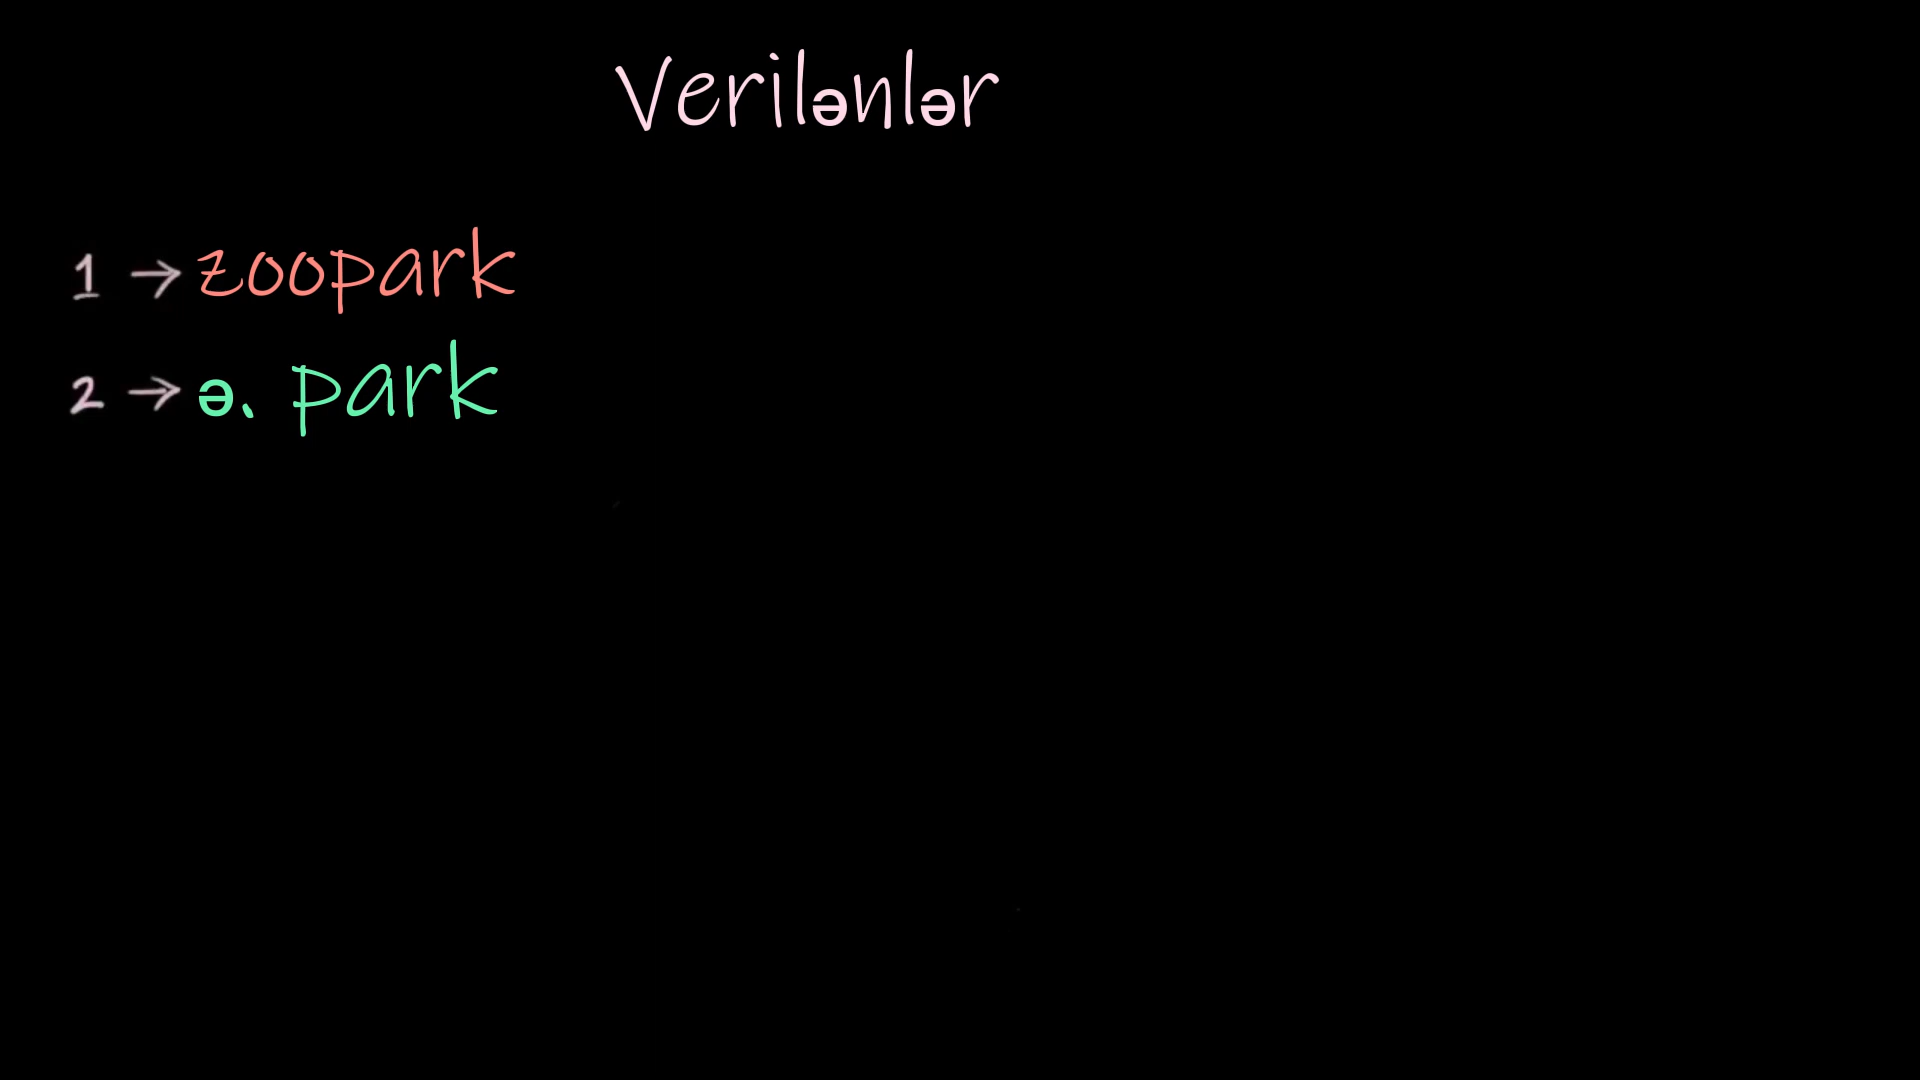 Verilənlər
1 → zoopark
2 → ə. park